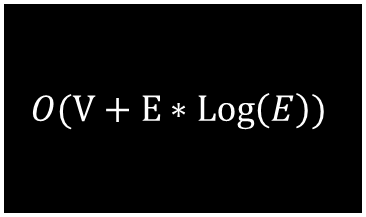 O(V + E * Log(E))